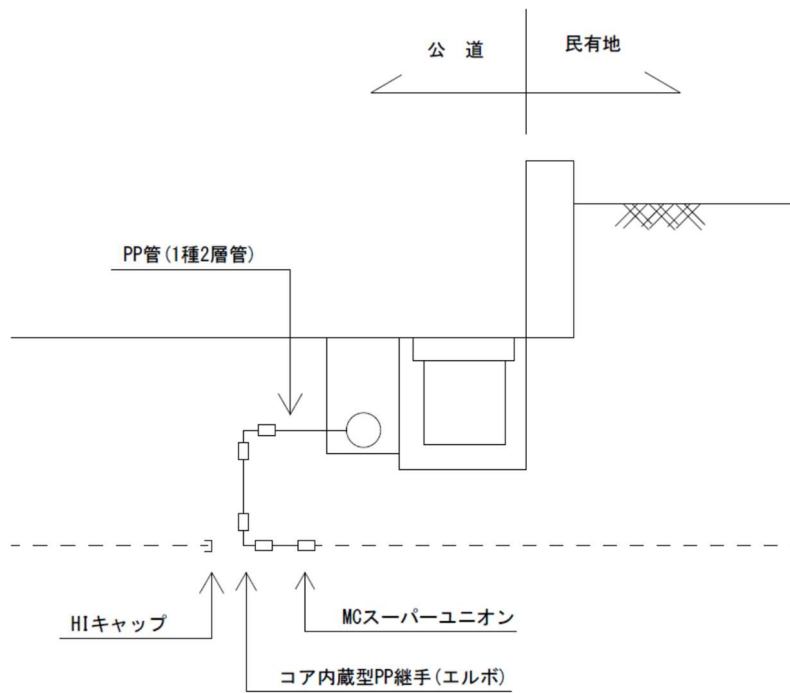 公 道
民有地
PP管(1種2層管)
HIキャップ
MCスーパーユニオン
コア内蔵型PP継手(エルボ)